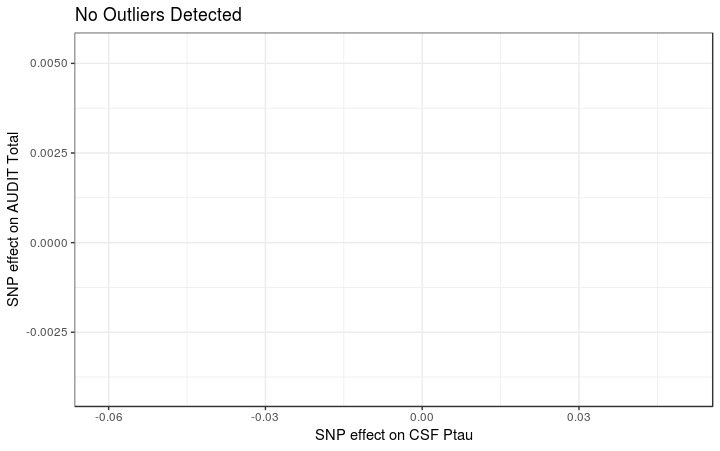 No Outliers Detected
0.0050
0.0025
0.0000
-0.0025
SNP effect on AUDIT Total
-0.06
-0.03
0.00
0.03
SNP effect on CSF Ptau